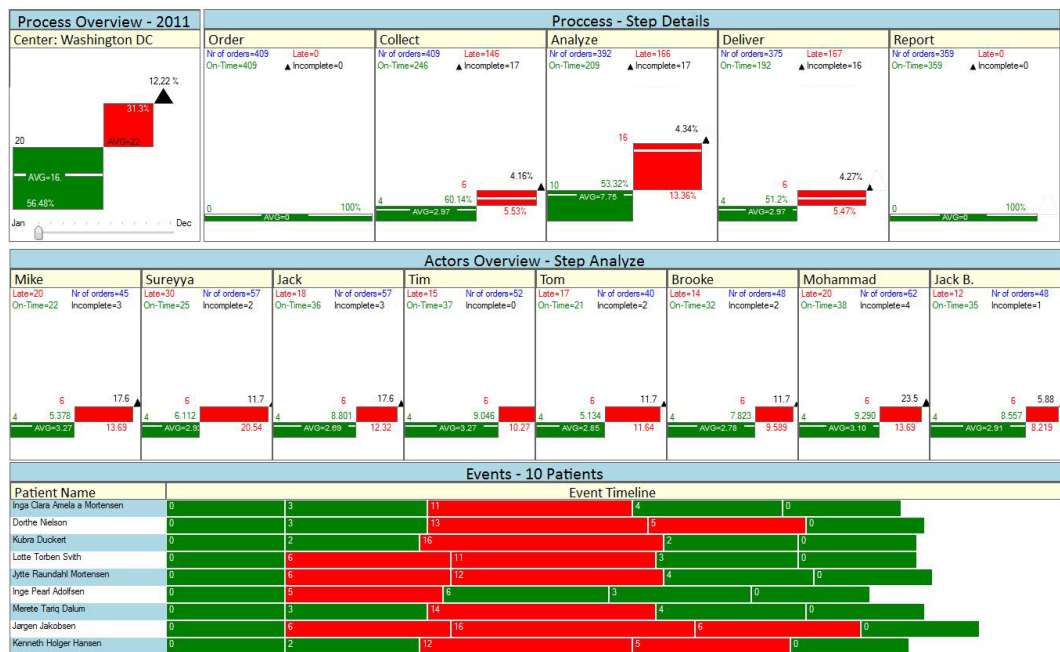 Process Overview - 2011
Center: Washington DC
12.22 %
31.3%
AVG=22
20
AVG=16.
56.48%
Jan
Dec
Proccess - Step Details
Order
Nr of orders=409 Late=0
On-Time=409 Incomplete=0
0 100%
AVG=0
Collect
Nr of orders=409 Late=146
On-Time=246 Incomplete=17
4.16%
6
4 60.14%
AVG=2.97
5.53%
Analyze
Nr of orders=392 Late=166
On-Time=209 Incomplete=17
4.34%
16
10 53.32%
AVG=7.75
13.36%
Deliver
Nr of orders=375 Late=167
On-Time=192 Incomplete=16
4.27%
6
4 51.2%
AVG=2.97
5.47%
Report
Nr of orders=359 Late=0
On-Time=359 Incomplete=0
0 100%
AVG=0
Actors Overview - Step Analyze
Mike
Late=20 Nr of orders=45
On-Time=22 Incomplete=3
6 17.6
4 5.378
AVG=3.27
13.69
Sureyya
Late=30 Nr of orders=57
On-Time=25 Incomplete=2
6 11.7
4 6.112
AVG=2.9
20.54
Jack
Late=18 Nr of orders=57
On-Time=36 Incomplete=3
6 17.6
4 8.801
AVG=2.69
12.32
Tim
Late=15 Nr of orders=52
On-Time=37 Incomplete=0
6
4 9.046
AVG=3.27
10.27
Tom
Late=17 Nr of orders=40
On-Time=21 Incomplete=2
6 11.7
4 5.134
AVG=2.85
11.64
Brooke
Late=14 Nr of orders=48
On-Time=32 Incomplete=2
6 11.7
4 7.823
AVG=2.78
9.589
Mohammad
Late=20 Nr of orders=62
On-Time=38 Incomplete=4
6 23.5
4 9.290
AVG=3.10
13.69
Jack B.
Late=12 Nr of orders=48
On-Time=35 Incomplete=1
6 5.88
4 8.557
AVG=2.91
8.219
Events - 10 Patients
Patient Name Event Timeline
Inga Clara Amela a Mortensen 0 3 11 4 0
Dorthe Nielson 0 3 13 5 0
Kubra Duckert 0 2 16 2 0
Lotte Torben Svith 0 6 11 3 0
Jytte Raundahl Mortensen 0 6 12 4 0
Inge Pearl Adolfsen 0 5 6 3 0
Merete Tariq Dalum 0 3 14 4 0
Jørgen Jakobsen 0 6 16 6 0
Kenneth Holger Hansen 0 2 12 5 0